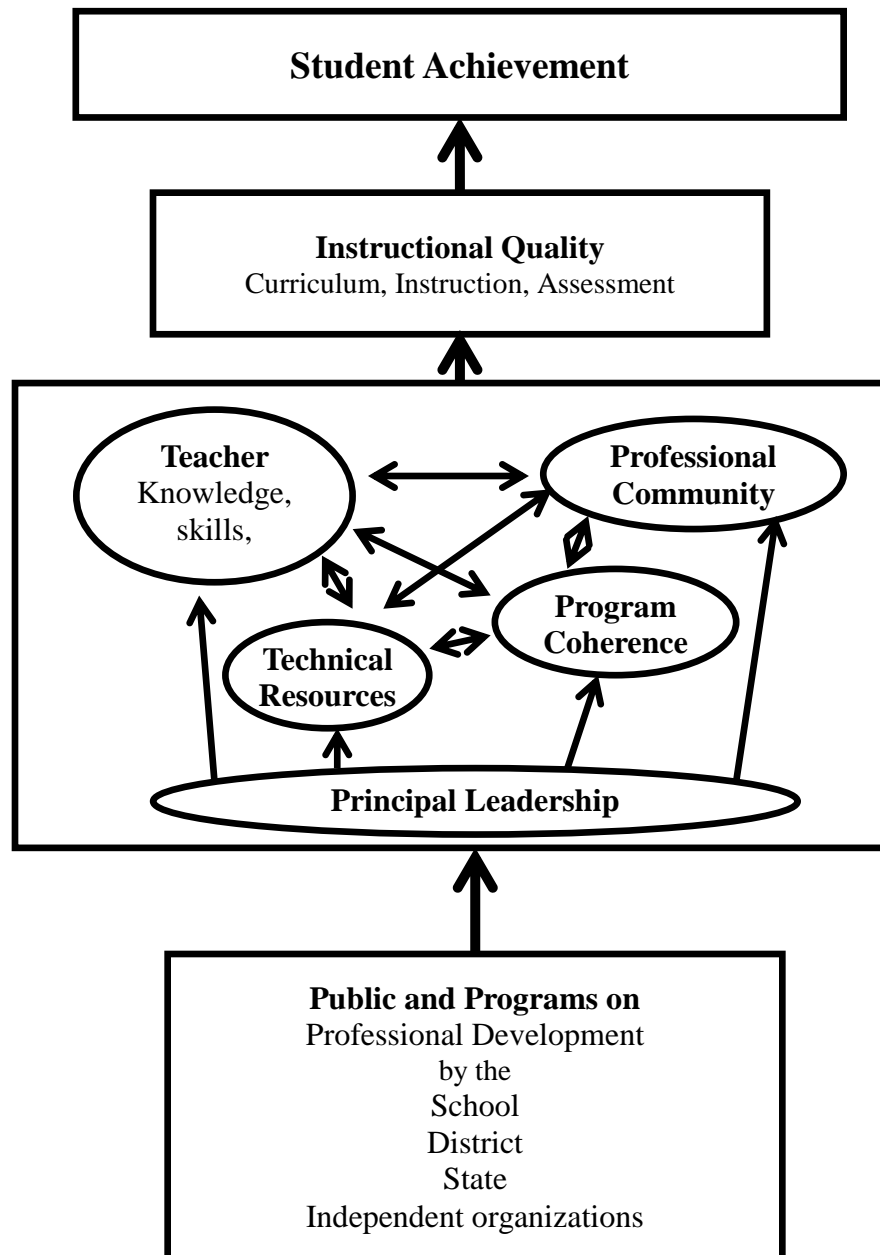 Student Achievement
Instructional Quality
Curriculum, Instruction, Assessment
Teacher
Knowledge,
skills,
Professional
Community
Program
Coherence
Technical
Resources
Principal Leadership
Public and Programs on
Professional Development
by the
School
District
State
Independent organizations